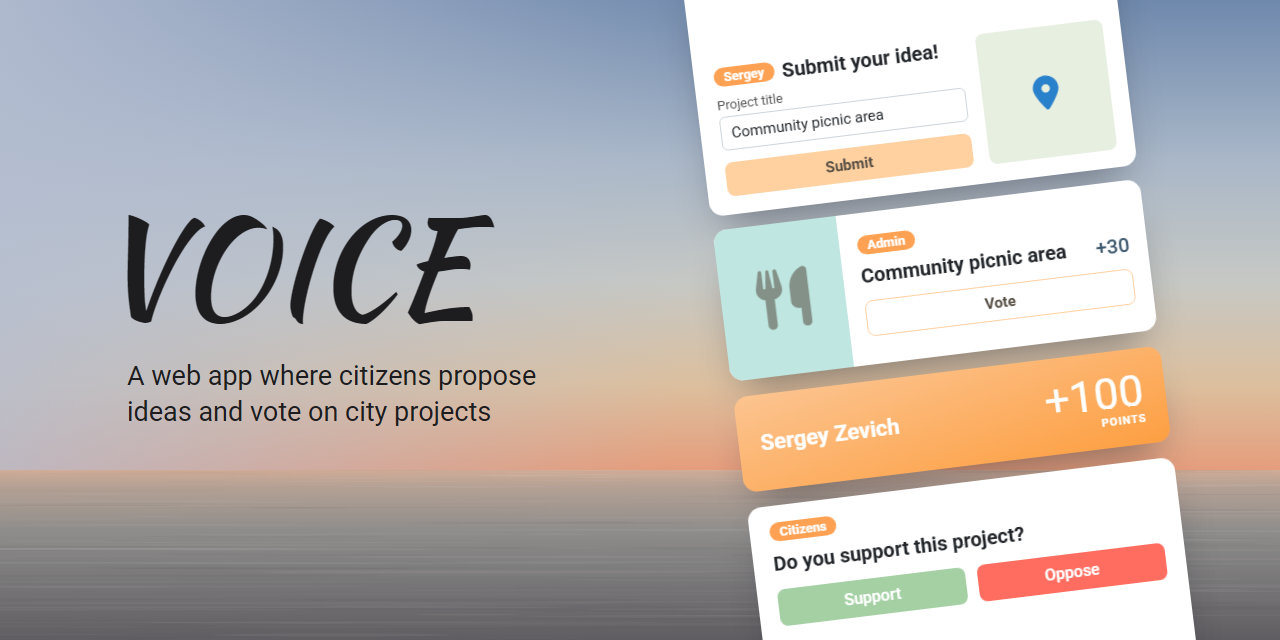 VOICE
A web app where citizens propose
ideas and vote on city projects
Sergey Submit your idea!
Project title
Community picnic area
Submit
Admin
Community picnic area +30
Vote
Sergey Zevich +100
POINTS
Citizens
Do you support this project?
Support Oppose